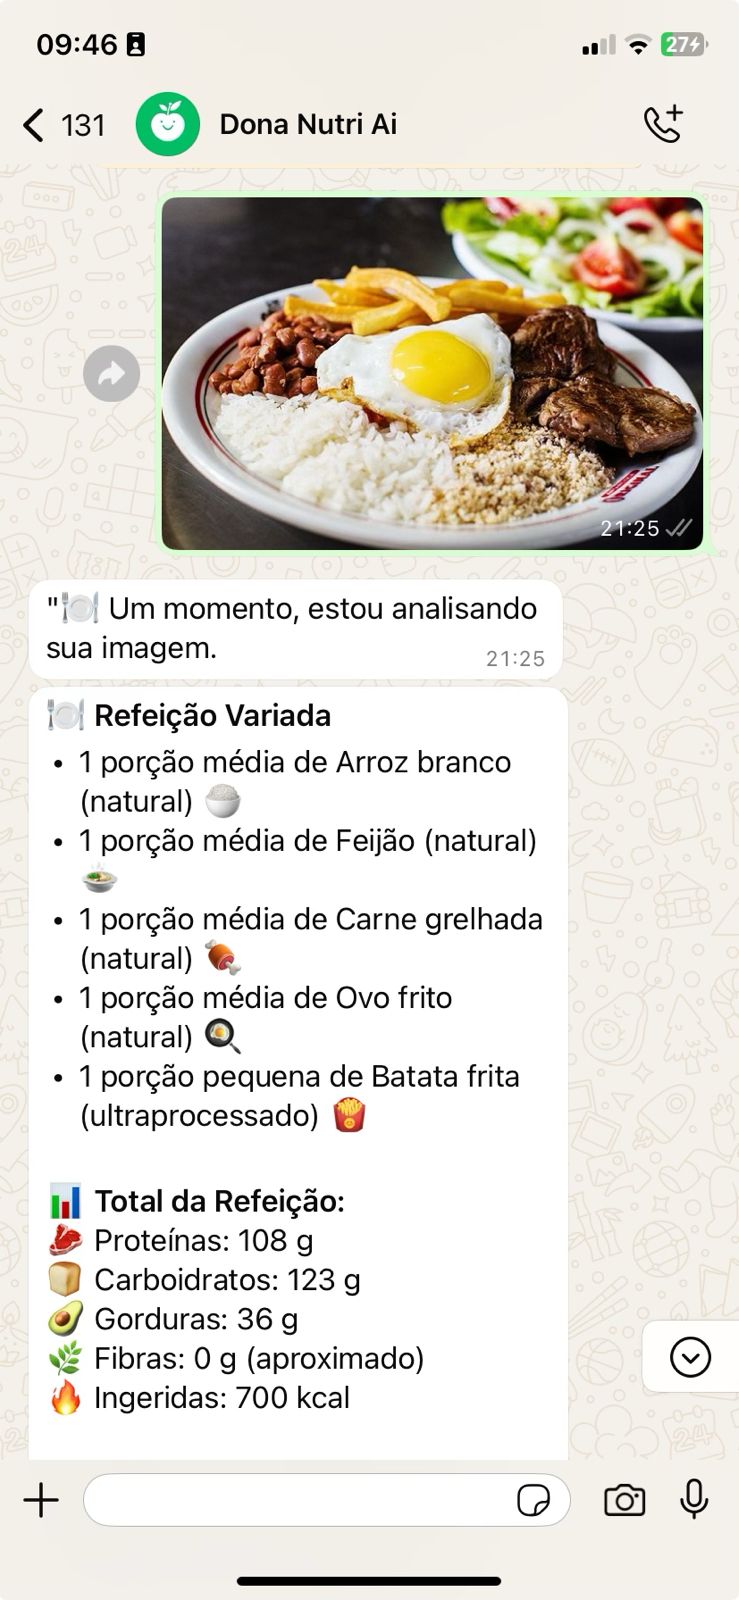 09:46
27
131
Dona Nutri Ai
21:25
"🍽️ Um momento, estou analisando
sua imagem.
21:25
🍽️ Refeição Variada
• 1 porção média de Arroz branco
(natural) 🍚
• 1 porção média de Feijão (natural)
🍲
• 1 porção média de Carne grelhada
(natural) 🍖
• 1 porção média de Ovo frito
(natural) 🍳
• 1 porção pequena de Batata frita
(ultraprocessado) 🍟
📊 Total da Refeição:
🥩 Proteínas: 108 g
🍞 Carboidratos: 123 g
🥑 Gorduras: 36 g
🌿 Fibras: 0 g (aproximado)
🔥 Ingeridas: 700 kcal